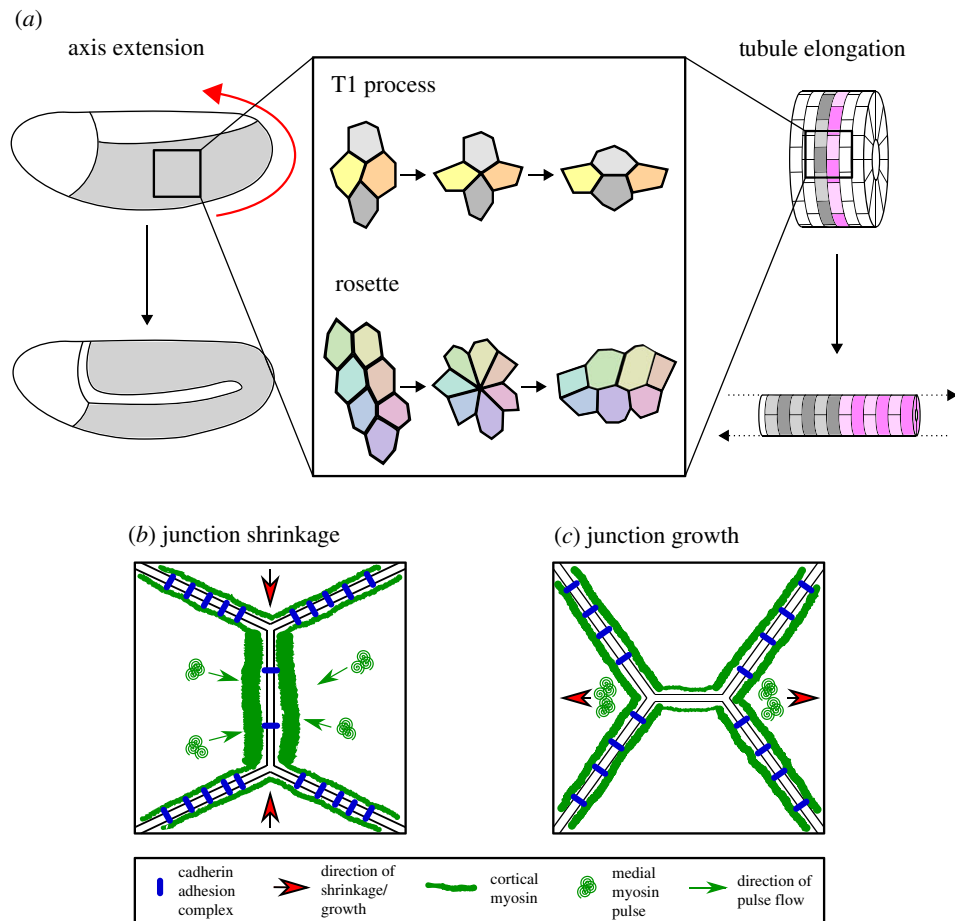 (a)
axis extension
tubule elongation
T1 process
rosette
(b) junction shrinkage
(c) junction growth
cadherin
adhesion
complex
direction of
shrinkage/
growth
cortical
myosin
medial
myosin
pulse
direction of
pulse flow